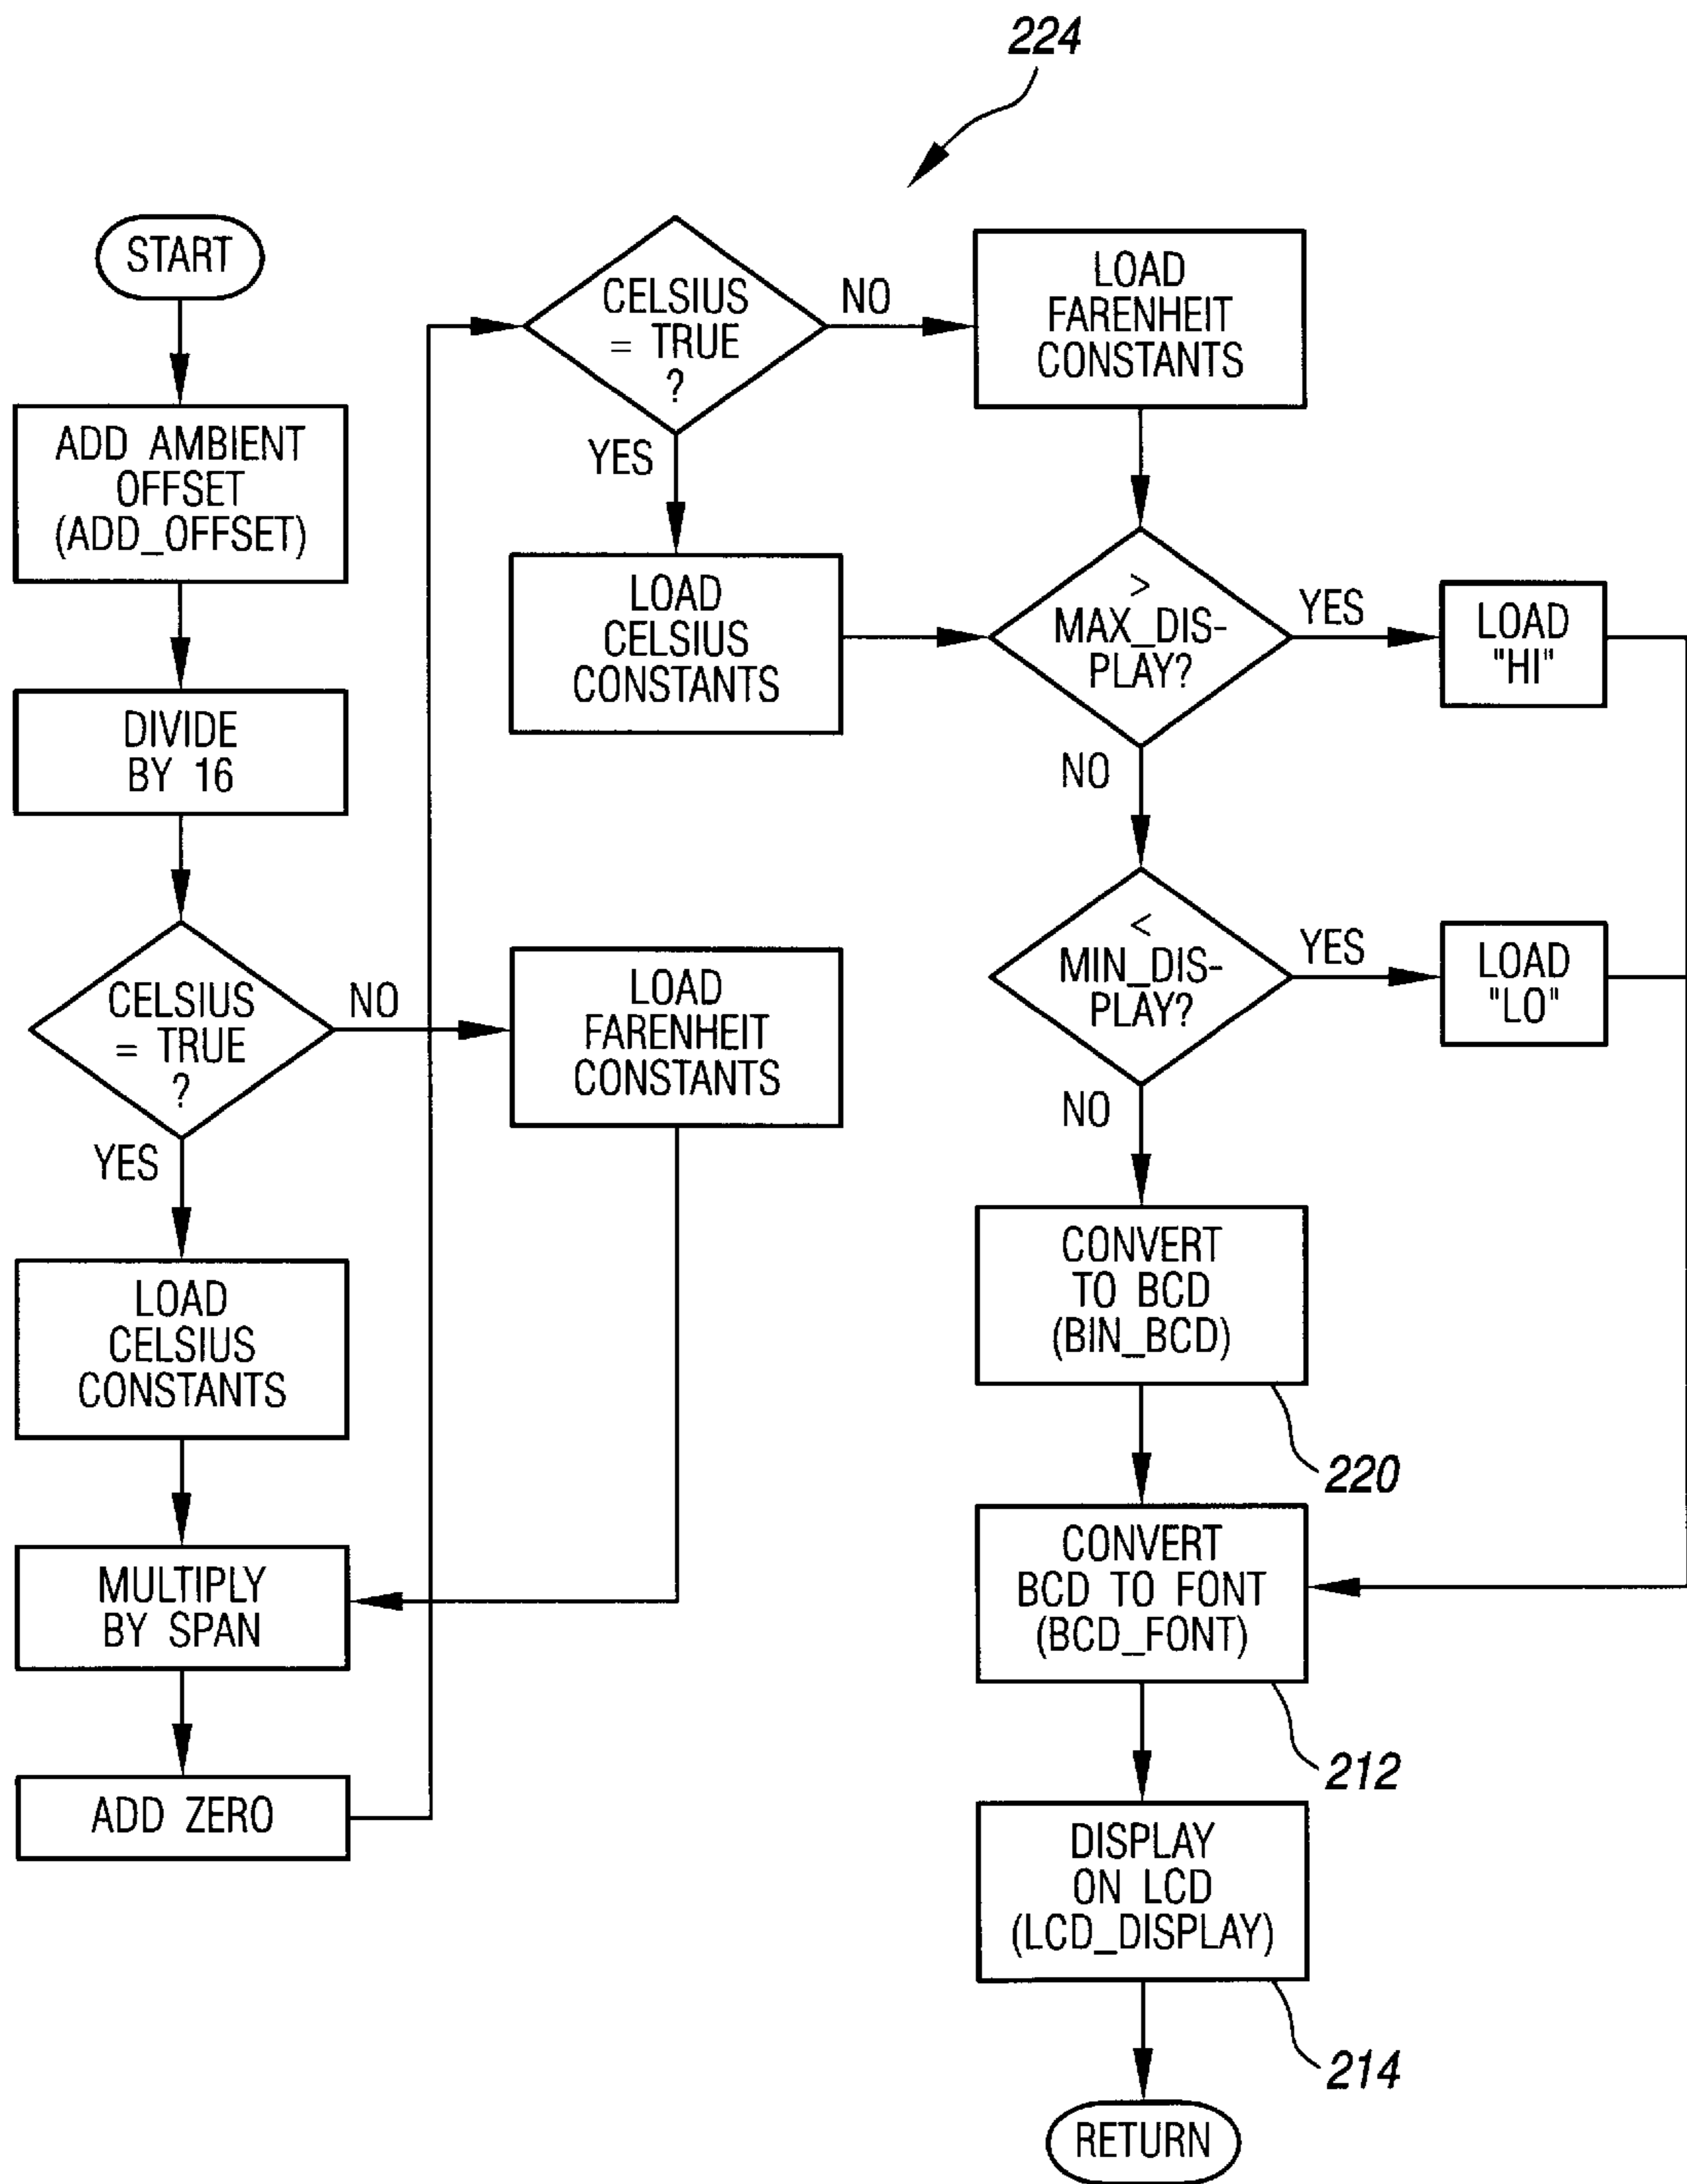 224
START
ADD AMBIENT
OFFSET
(ADD_OFFSET)
DIVIDE
BY 16
CELSIUS
= TRUE
?
NO
YES
LOAD
FARENHEIT
CONSTANTS
LOAD
CELSIUS
CONSTANTS
MULTIPLY
BY SPAN
ADD ZERO
CELSIUS
= TRUE
?
NO
YES
LOAD
FARENHEIT
CONSTANTS
LOAD
CELSIUS
CONSTANTS
>
MAX_DIS-
PLAY?
YES
LOAD
"HI"
NO
<
MIN_DIS-
PLAY?
YES
LOAD
"LO"
NO
CONVERT
TO BCD
(BIN_BCD)
220
CONVERT
BCD TO FONT
(BCD_FONT)
212
DISPLAY
ON LCD
(LCD_DISPLAY)
214
RETURN